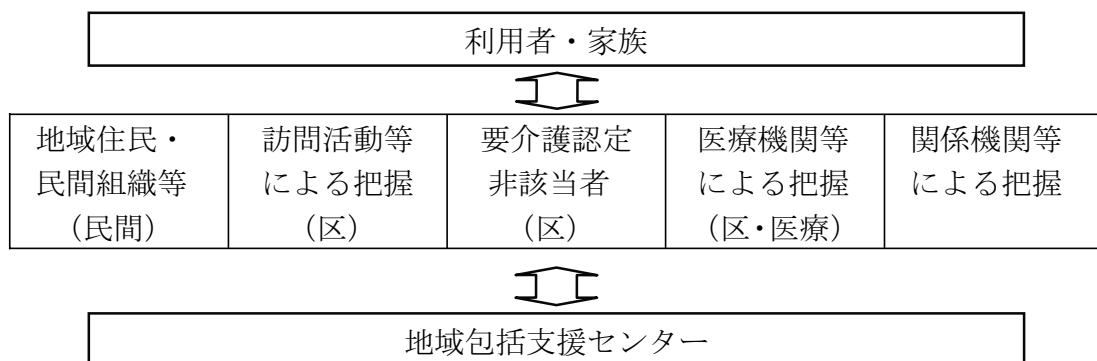 利用者・家族
地域住民・
民間組織等
（民間）
訪問活動等
による把握
（区）
要介護認定
非該当者
（区）
医療機関等
による把握
（区・医療）
関係機関等
による把握
地域包括支援センター